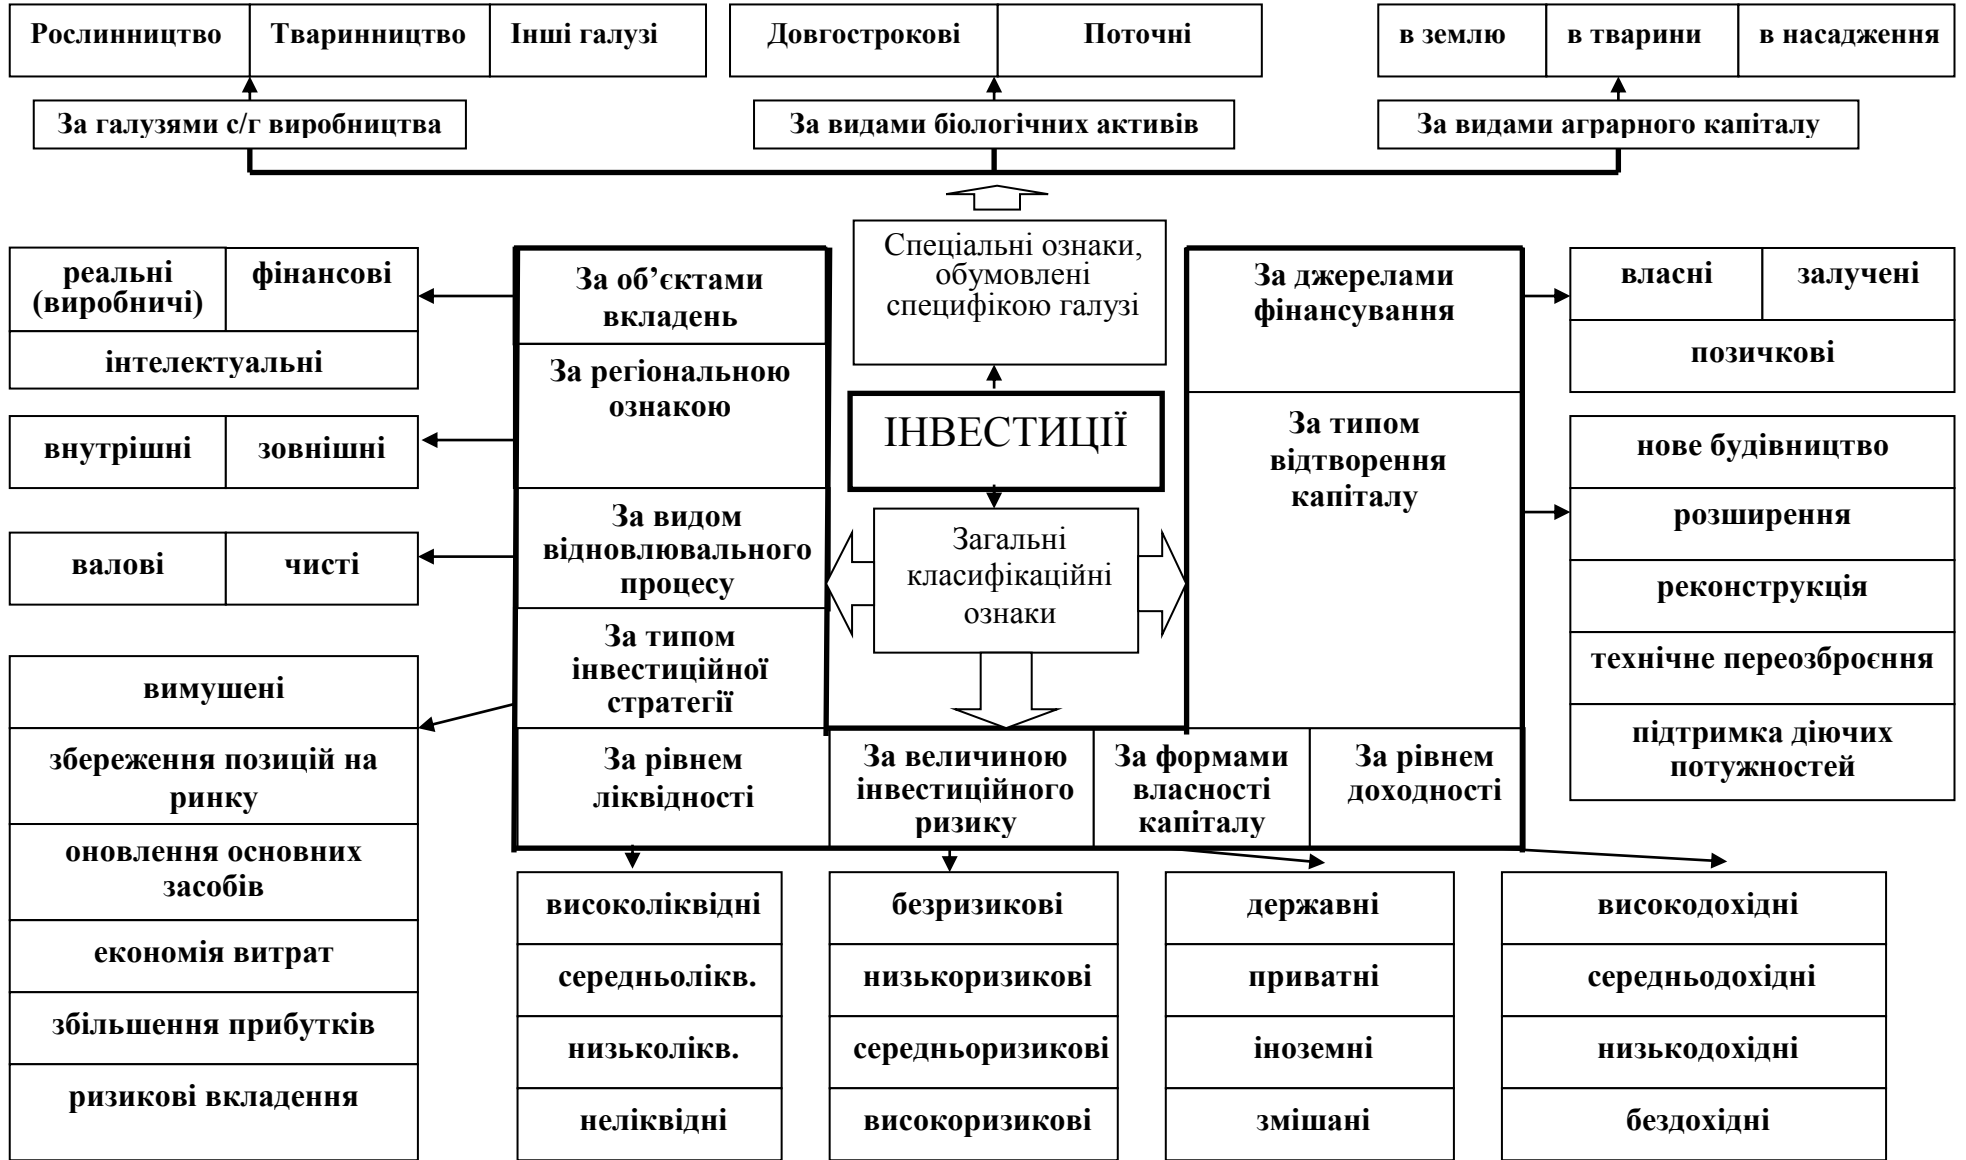 Рослинництво
Тваринництво
Інші галузі
Довгострокові
Поточні
в землю
в тварини
в насадження
За галузями с/г виробництва
За видами біологічних активів
За видами аграрного капіталу
Спеціальні ознаки,
обумовлені
специфікою галузі
реальні
(виробничі)
фінансові
інтелектуальні
За об’єктами
вкладень
За джерелами
фінансування
власні
залучені
позичкові
За регіональною
ознакою
ІНВЕСТИЦІЇ
За типом
відтворення
капіталу
внутрішні
зовнішні
нове будівництво
розширення
реконструкція
технічне переозброєння
підтримка діючих
потужностей
За видом
відновлювального
процесу
Загальні
класифікаційні
ознаки
валові
чисті
За типом
інвестиційної
стратегії
вимушені
збереження позицій на
ринку
оновлення основних
засобів
економія витрат
збільшення прибутків
ризикові вкладення
За рівнем
ліквідності
За величиною
інвестиційного
ризику
За формами
власності
капіталу
За рівнем
доходності
високоліквідні
середньолікв.
низьколікв.
неліквідні
безризикові
низькоризикові
середньоризикові
високоризикові
державні
приватні
іноземні
змішані
високодохідні
середньодохідні
низькодохідні
бездохідні